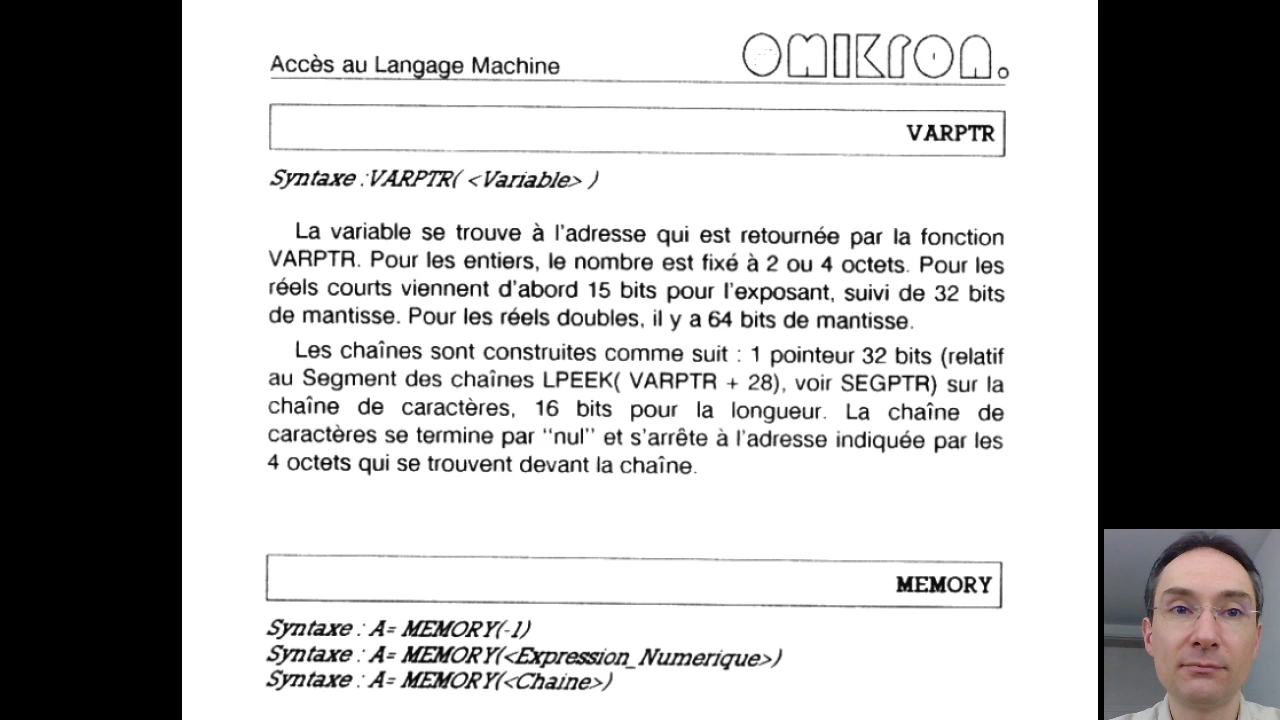 Accès au Langage Machine
OMIKRON.
VARPTR
Syntaxe :VARPTR( <Variable> )
La variable se trouve à l'adresse qui est retournée par la fonction
VARPTR. Pour les entiers, le nombre est fixé à 2 ou 4 octets. Pour les
réels courts viennent d'abord 15 bits pour l'exposant, suivi de 32 bits
de mantisse. Pour les réels doubles, il y a 64 bits de mantisse.
Les chaînes sont construites comme suit : 1 pointeur 32 bits (relatif
au Segment des chaînes LPEEK( VARPTR + 28), voir SEGPTR) sur la
chaîne de caractères, 16 bits pour la longueur. La chaîne de
caractères se termine par "nul" et s'arrête à l'adresse indiquée par les
4 octets qui se trouvent devant la chaîne.
MEMORY
Syntaxe : A= MEMORY(-1)
Syntaxe : A= MEMORY(<Expression_Numerique>)
Syntaxe : A= MEMORY(<Chaine>)